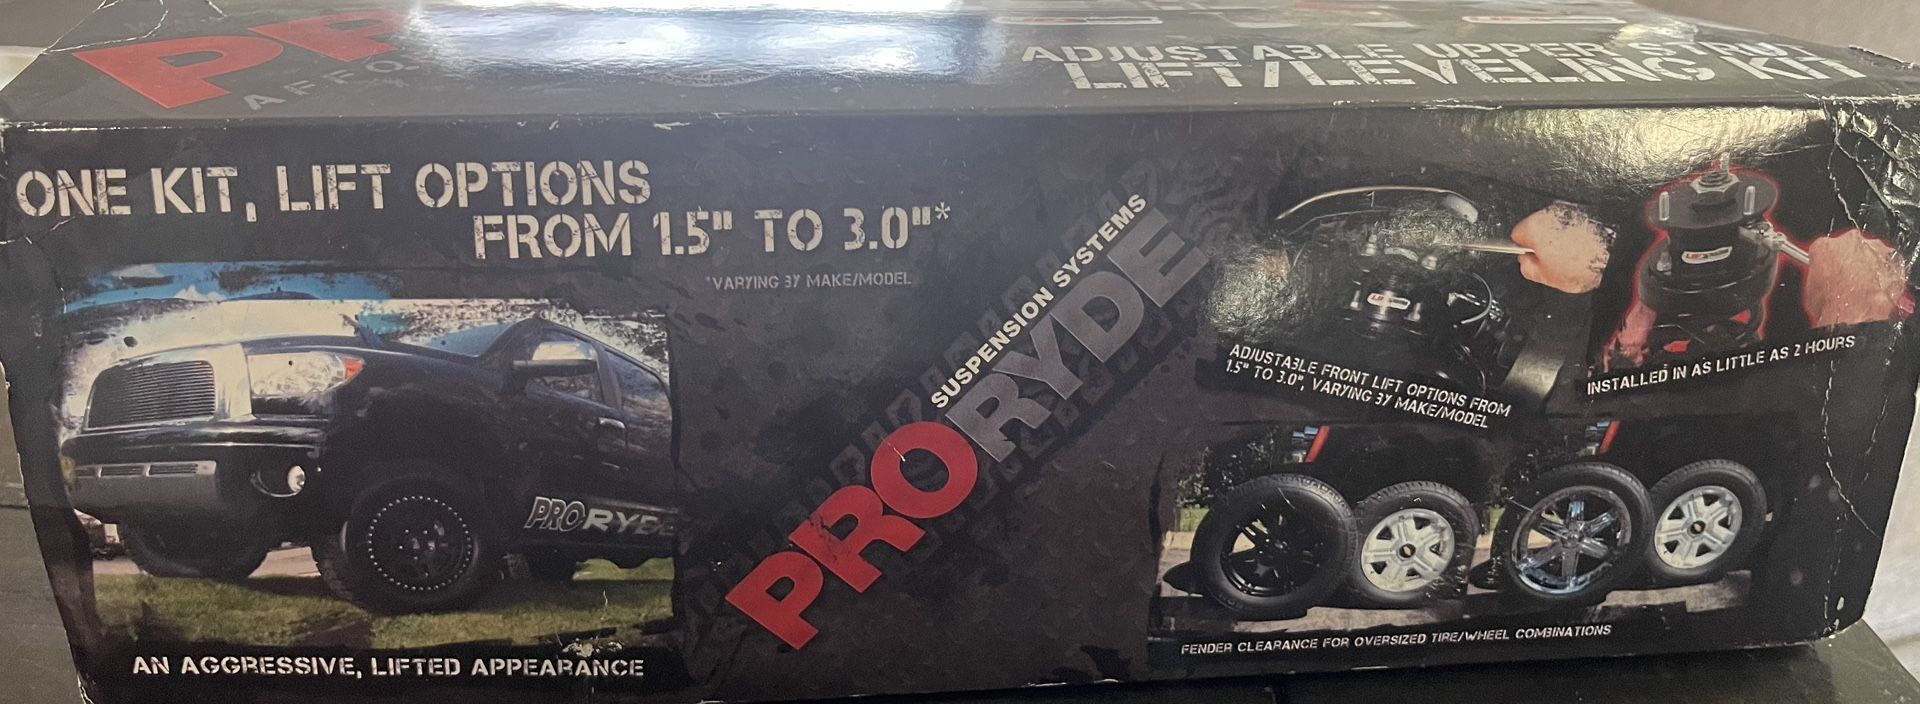 ADJUSTABLE UPPER STRUT
LIFT/LEVELING KIT
ONE KIT, LIFT OPTIONS
FROM 1.5" TO 3.0"*
*VARYING BY MAKE/MODEL
PRORYDE
AN AGGRESSIVE, LIFTED APPEARANCE
PRORYDE
SUSPENSION SYSTEMS
ADJUSTABLE FRONT LIFT OPTIONS FROM
1.5" TO 3.0", VARYING BY MAKE/MODEL
INSTALLED IN AS LITTLE AS 2 HOURS
FENDER CLEARANCE FOR OVERSIZED TIRE/WHEEL COMBINATIONS